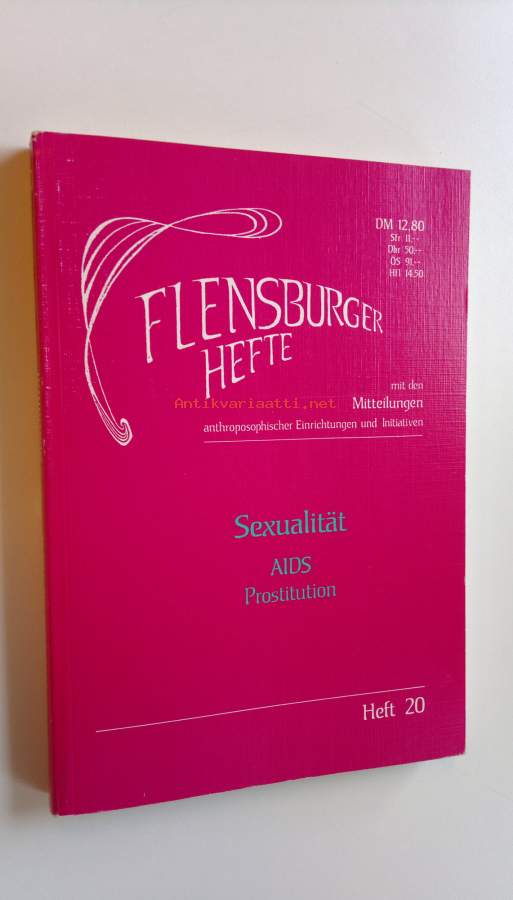 DM 12.80
Sfr 11.--
Dkr 50.--
ÖS 91.--
Hfl 14.50
FLENSBURGER
HEFTE
Antikvariaatti.net
mit den
Mitteilungen
anthroposophischer Einrichtungen und Initiativen
Sexualität
AIDS
Prostitution
Heft 20